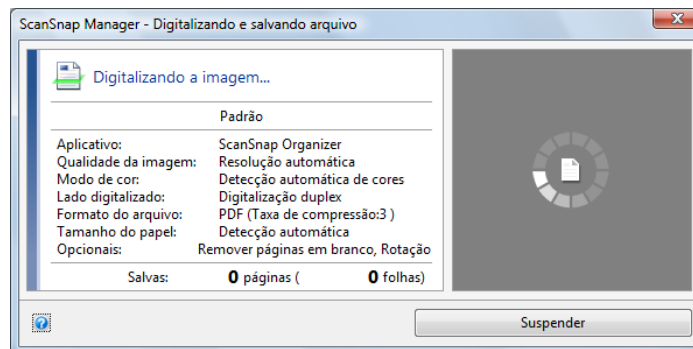 ScanSnap Manager - Digitalizando e salvando arquivo
Digitalizando a imagem...
Padrão
Aplicativo: ScanSnap Organizer
Qualidade da imagem: Resolução automática
Modo de cor: Detecção automática de cores
Lado digitalizado: Digitalização duplex
Formato do arquivo: PDF (Taxa de compressão:3 )
Tamanho do papel: Detecção automática
Opcionais: Remover páginas em branco, Rotação
Salvas: 0 páginas ( 0 folhas)
Suspender